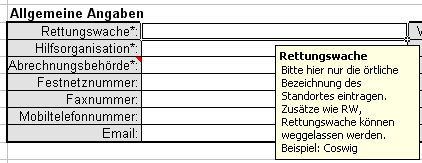 Allgemeine Angaben
Rettungswache*:
Hilfsorganisation*:
Abrechnungsbehörde*:
Festnetznummer:
Faxnummer:
Mobiltelefonnummer:
Email:
Rettungswache
Bitte hier nur die örtliche
Bezeichnung des
Standortes eintragen.
Zusätze wie RW,
Rettungswache können
weggelassen werden.
Beispiel: Coswig